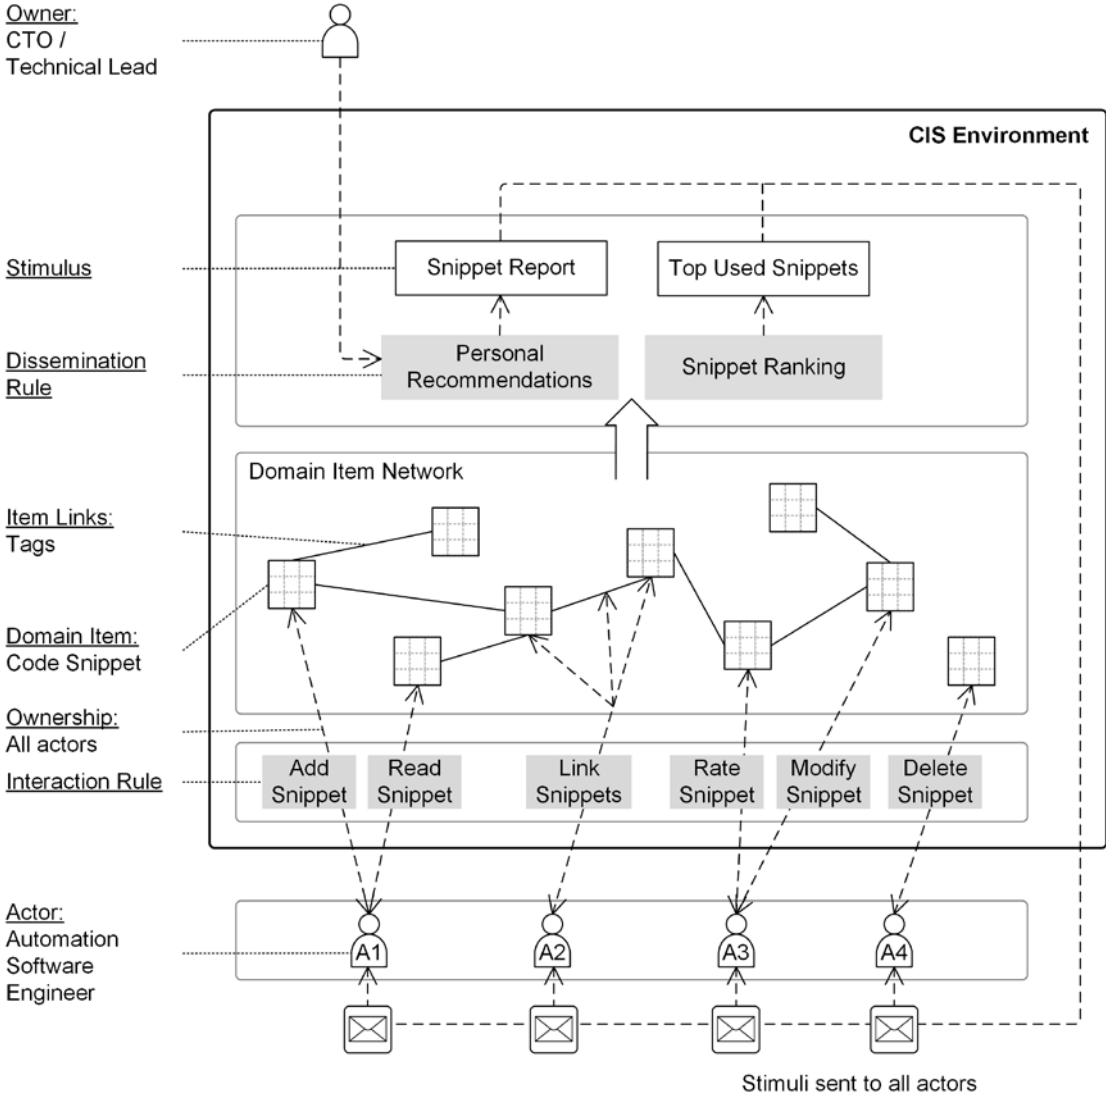 Owner:
CTO /
Technical Lead
CIS Environment
Stimulus
Snippet Report
Top Used Snippets
Dissemination
Rule
Personal
Recommendations
Snippet Ranking
Domain Item Network
Item Links:
Tags
Domain Item:
Code Snippet
Ownership:
All actors
Interaction Rule
Add
Snippet
Read
Snippet
Link
Snippets
Rate
Snippet
Modify
Snippet
Delete
Snippet
Actor:
Automation
Software
Engineer
A1
A2
A3
A4
Stimuli sent to all actors